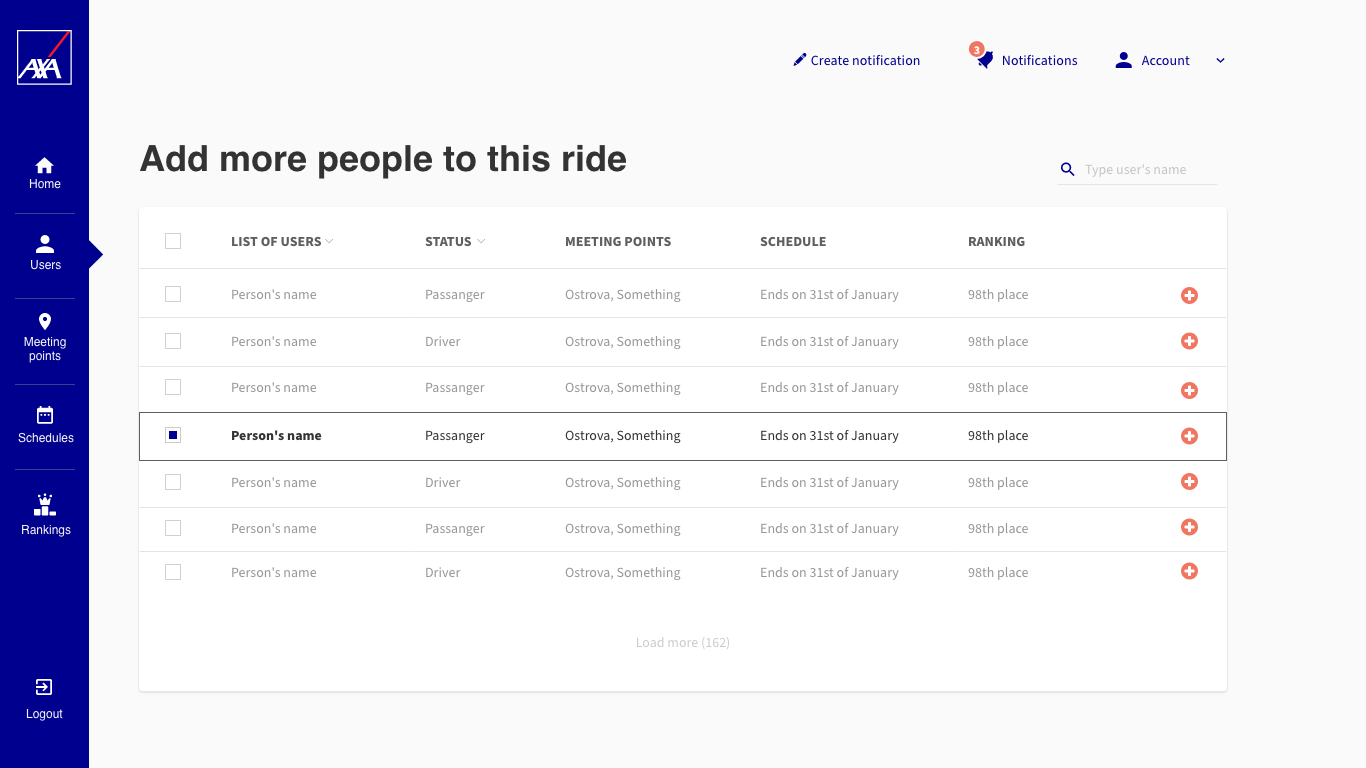 AXA
Create notification
3
Notifications
Account
Home
Users
Meeting
points
Schedules
Rankings
Logout
Add more people to this ride
Type user's name
LIST OF USERS STATUS MEETING POINTS SCHEDULE RANKING
Person's name Passanger Ostrova, Something Ends on 31st of January 98th place
Person's name Driver Ostrova, Something Ends on 31st of January 98th place
Person's name Passanger Ostrova, Something Ends on 31st of January 98th place
Person's name Passanger Ostrova, Something Ends on 31st of January 98th place
Person's name Driver Ostrova, Something Ends on 31st of January 98th place
Person's name Passanger Ostrova, Something Ends on 31st of January 98th place
Person's name Driver Ostrova, Something Ends on 31st of January 98th place
Load more (162)